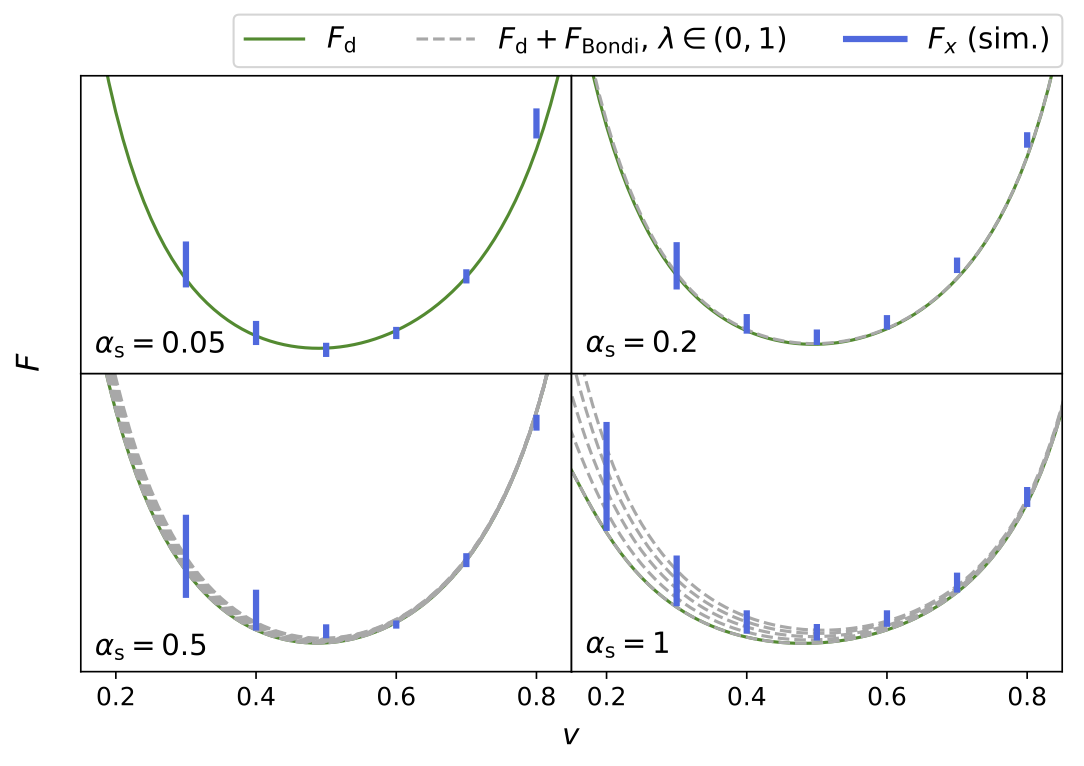 F_d F_d + F_Bondi, λ ∈ (0, 1) F_x (sim.)
α_s = 0.05 α_s = 0.2
F
α_s = 0.5 α_s = 1
0.2 0.4 0.6 0.8 0.2 0.4 0.6 0.8
v